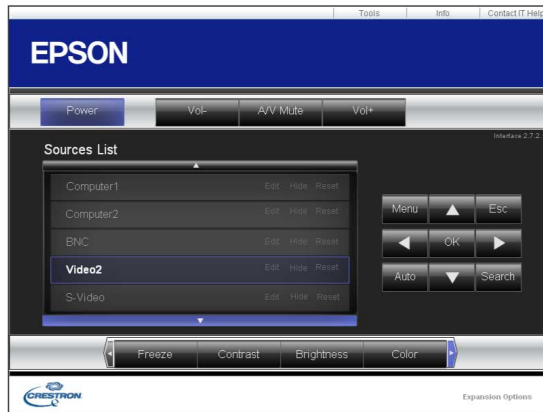 Tools Info Contact IT Help
EPSON
Power Vol- A/V Mute Vol+
Interface 2.7.2.
Sources List
Computer1 Edit Hide Reset
Computer2 Edit Hide Reset
BNC Edit Hide Reset
Video2 Edit Hide Reset
S-Video Edit Hide Reset
Menu Esc
OK
Auto Search
Freeze Contrast Brightness Color
CRESTRON
Expansion Options